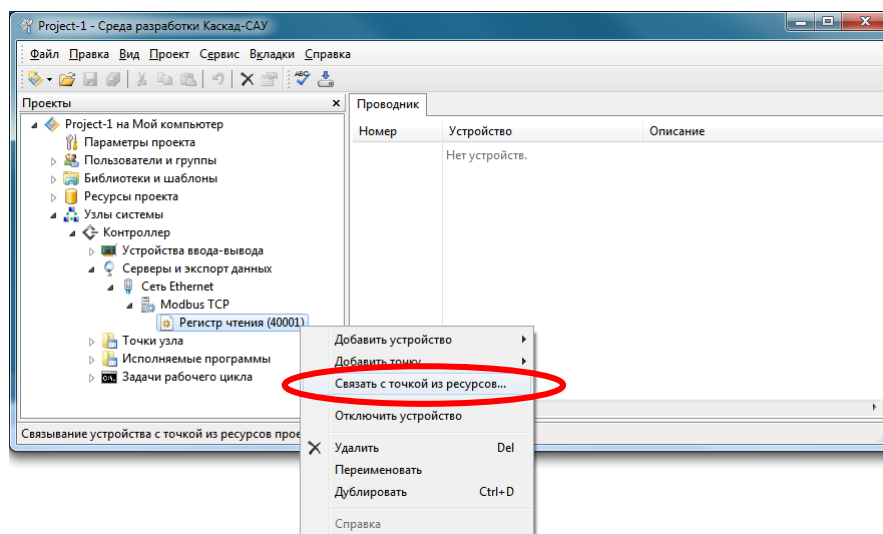 Project-1 - Среда разработки Каскад-САУ
Файл Правка Вид Проект Сервис Вкладки Справка
Проекты
Проводник
Номер Устройство Описание
Нет устройств.
Project-1 на Мой компьютер
Параметры проекта
Пользователи и группы
Библиотеки и шаблоны
Ресурсы проекта
Узлы системы
Контроллер
Устройства ввода-вывода
Серверы и экспорт данных
Сеть Ethernet
Modbus TCP
Регистр чтения (40001)
Точки узла
Исполняемые программы
Задачи рабочего цикла
Добавить устройство
Добавить точку
Связать с точкой из ресурсов...
Отключить устройство
Удалить Del
Переименовать
Дублировать Ctrl+D
Справка
Связывание устройства с точкой из ресурсов